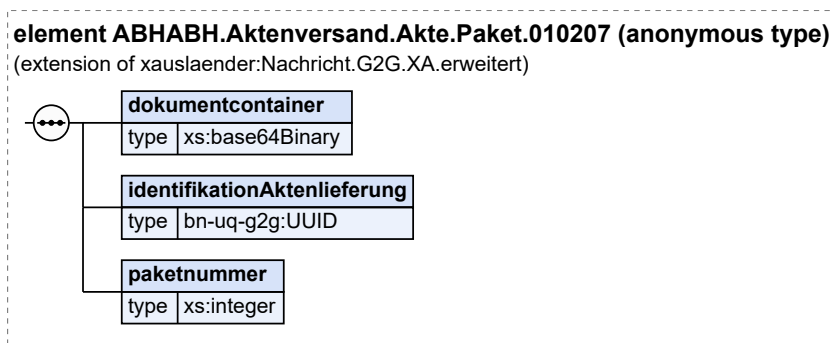 element ABHABH.Aktenversand.Akte.Paket.010207 (anonymous type)
(extension of xauslaender:Nachricht.G2G.XA.erweitert)
dokumentcontainer
type xs:base64Binary
identifikationAktenlieferung
type bn-uq-g2g:UUID
paketnummer
type xs:integer